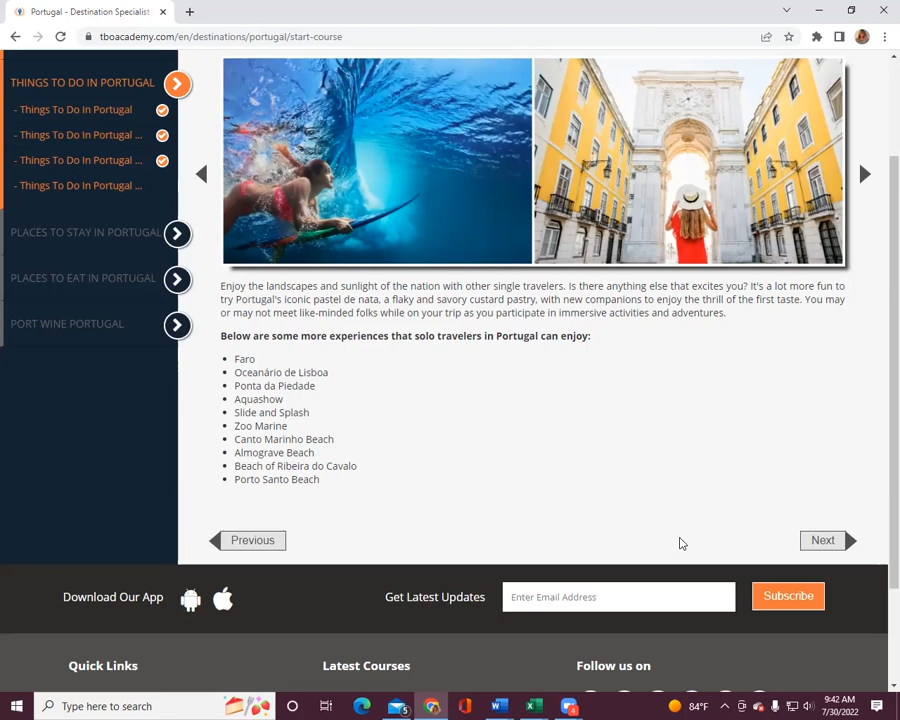 Portugal - Destination Specialist
tboacademy.com/en/destinations/portugal/start-course
THINGS TO DO IN PORTUGAL
- Things To Do In Portugal
- Things To Do In Portugal ...
- Things To Do In Portugal ...
- Things To Do In Portugal ...
PLACES TO STAY IN PORTUGAL
PLACES TO EAT IN PORTUGAL
PORT WINE PORTUGAL
Enjoy the landscapes and sunlight of the nation with other single travelers. Is there anything else that excites you? It's a lot more fun to
try Portugal's iconic pastel de nata, a flaky and savory custard pastry, with new companions to enjoy the thrill of the first taste. You may
or may not meet like-minded folks while on your trip as you participate in immersive activities and adventures.
Below are some more experiences that solo travelers in Portugal can enjoy:
• Faro
• Oceanário de Lisboa
• Ponta da Piedade
• Aquashow
• Slide and Splash
• Zoo Marine
• Canto Marinho Beach
• Almograve Beach
• Beach of Ribeira do Cavalo
• Porto Santo Beach
Previous
Next
Download Our App
Get Latest Updates
Enter Email Address
Subscribe
Quick Links
Latest Courses
Follow us on
Type here to search
5
4
84°F
9:42 AM
7/30/2022